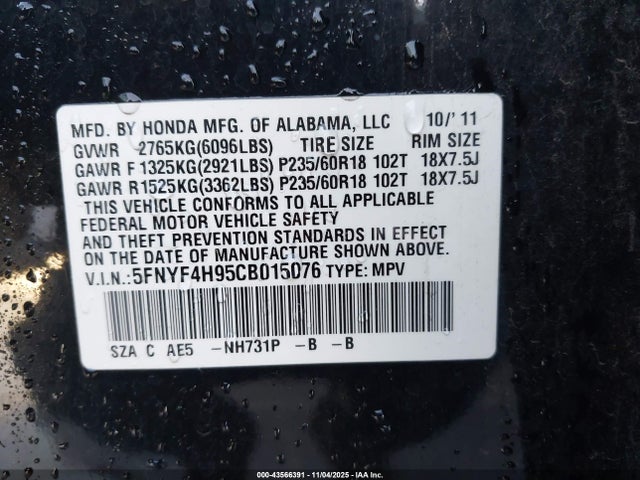 MFD. BY HONDA MFG. OF ALABAMA, LLC 10/'11
GVWR 2765KG(6096LBS) TIRE SIZE RIM SIZE
GAWR F 1325KG(2921LBS) P235/60R18 102T 18X7.5J
GAWR R 1525KG(3362LBS) P235/60R18 102T 18X7.5J
THIS VEHICLE CONFORMS TO ALL APPLICABLE
FEDERAL MOTOR VEHICLE SAFETY
AND THEFT PREVENTION STANDARDS IN EFFECT
ON THE DATE OF MANUFACTURE SHOWN ABOVE.
V.I.N.: 5FNYF4H95CB015076 TYPE: MPV
SZA C AE5 -NH731P -B -B
000-43566391 - 11/04/2025 - IAA Inc.